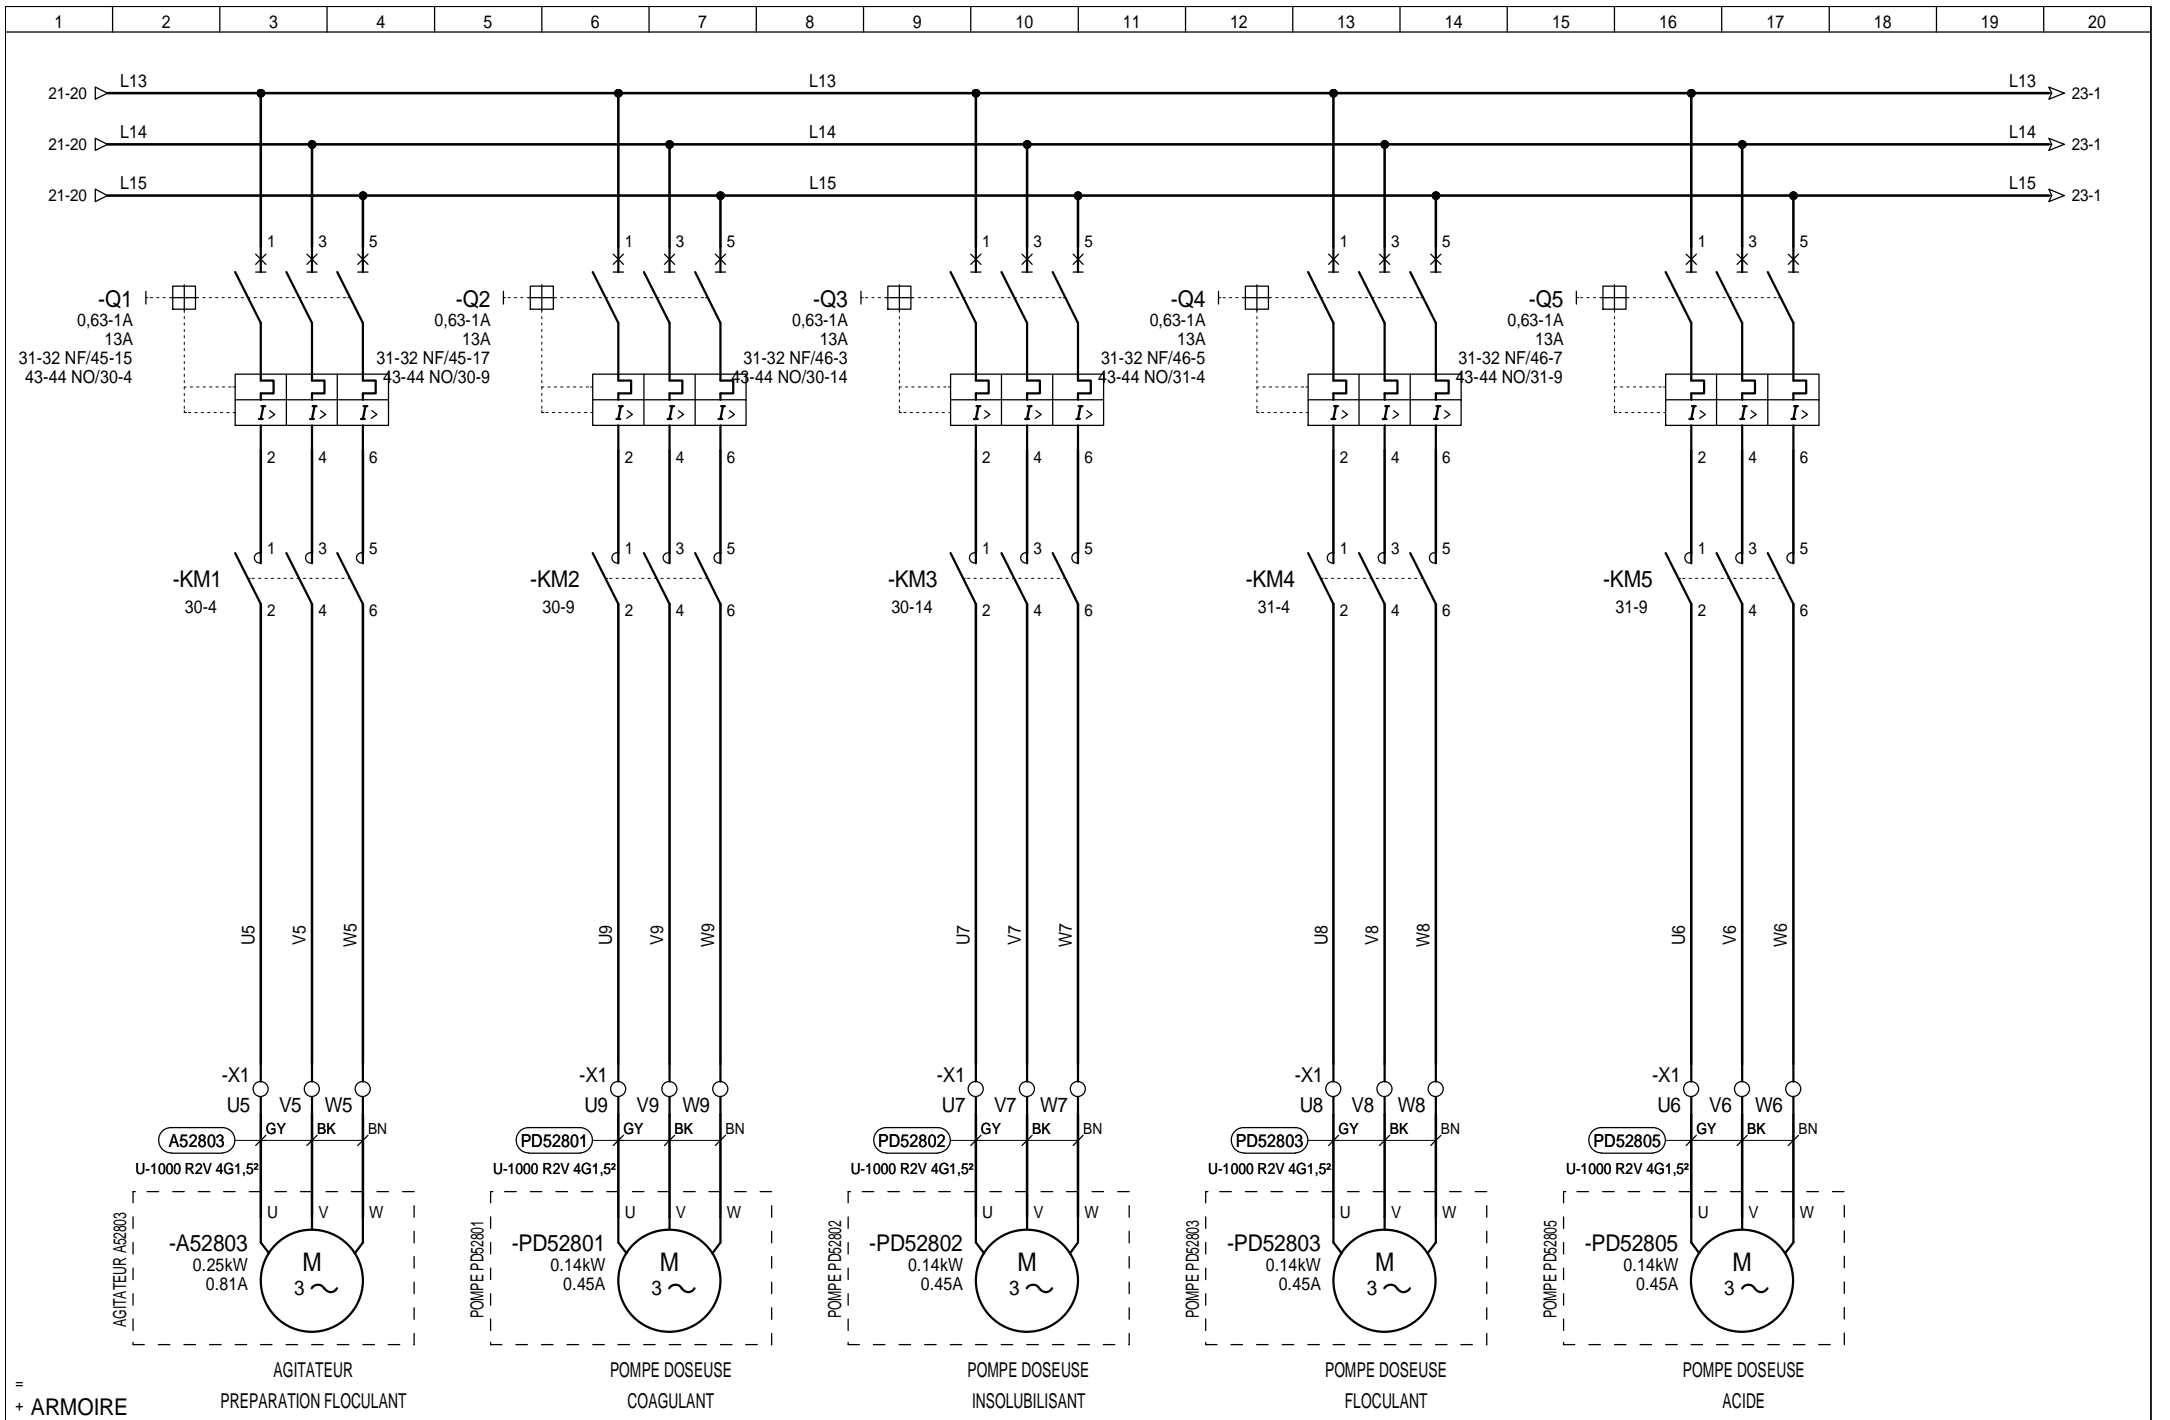 1 2 3 4 5 6 7 8 9 10 11 12 13 14 15 16 17 18 19 20
L13 L13 L13
21-20 23-1
L14 L14 L14
21-20 23-1
L15 L15 L15
21-20 23-1
1 3 5 1 3 5 1 3 5 1 3 5 1 3 5
-Q1 -Q2 -Q3 -Q4 -Q5
0,63-1A 0,63-1A 0,63-1A 0,63-1A 0,63-1A
13A 13A 13A 13A 13A
31-32 NF/45-15 31-32 NF/45-17 31-32 NF/46-3 31-32 NF/46-5 31-32 NF/46-7
43-44 NO/30-4 43-44 NO/30-9 43-44 NO/30-14 43-44 NO/31-4 43-44 NO/31-9
I> I> I> I> I> I> I> I> I> I> I> I> I> I> I>
2 4 6 2 4 6 2 4 6 2 4 6 2 4 6
1 3 5 1 3 5 1 3 5 1 3 5 1 3 5
-KM1 -KM2 -KM3 -KM4 -KM5
30-4 2 4 6 30-9 2 4 6 30-14 2 4 6 31-4 2 4 6 31-9 2 4 6
U5 V5 W5 U9 V9 W9 U7 V7 W7 U8 V8 W8 U6 V6 W6
-X1 -X1 -X1 -X1 -X1
U5 V5 W5 U9 V9 W9 U7 V7 W7 U8 V8 W8 U6 V6 W6
GY BK BN GY BK BN GY BK BN GY BK BN GY BK BN
A52803 PD52801 PD52802 PD52803 PD52805
U-1000 R2V 4G1,5² U-1000 R2V 4G1,5² U-1000 R2V 4G1,5² U-1000 R2V 4G1,5² U-1000 R2V 4G1,5²
U V W U V W U V W U V W U V W
AGITATEUR A52803 POMPE PD52801 POMPE PD52802 POMPE PD52803 POMPE PD52805
-A52803 M -PD52801 M -PD52802 M -PD52803 M -PD52805 M
0.25kW 0.14kW 0.14kW 0.14kW 0.14kW
0.81A 3~ 0.45A 3~ 0.45A 3~ 0.45A 3~ 0.45A 3~
AGITATEUR POMPE DOSEUSE POMPE DOSEUSE POMPE DOSEUSE POMPE DOSEUSE
=
PREPARATION FLOCULANT COAGULANT INSOLUBILISANT FLOCULANT ACIDE
+ ARMOIRE